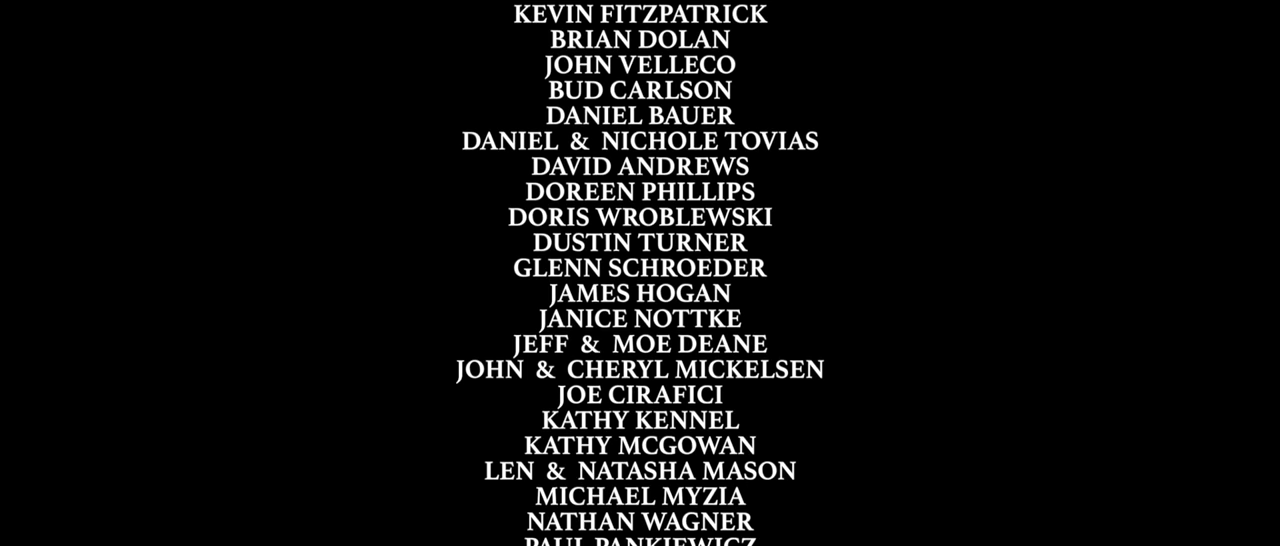 KEVIN FITZPATRICK
BRIAN DOLAN
JOHN VELLECO
BUD CARLSON
DANIEL BAUER
DANIEL & NICHOLE TOVIAS
DAVID ANDREWS
DOREEN PHILLIPS
DORIS WROBLEWSKI
DUSTIN TURNER
GLENN SCHROEDER
JAMES HOGAN
JANICE NOTTKE
JEFF & MOE DEANE
JOHN & CHERYL MICKELSEN
JOE CIRAFICI
KATHY KENNEL
KATHY MCGOWAN
LEN & NATASHA MASON
MICHAEL MYZIA
NATHAN WAGNER
PAUL PANKIEWICZ